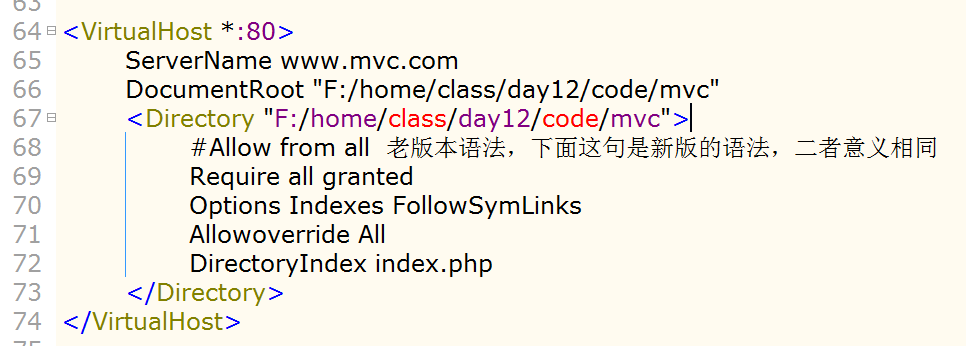 64 <VirtualHost *:80>
65 ServerName www.mvc.com
66 DocumentRoot "F:/home/class/day12/code/mvc"
67 <Directory "F:/home/class/day12/code/mvc">
68 #Allow from all 老版本语法，下面这句是新版的语法，二者意义相同
69 Require all granted
70 Options Indexes FollowSymLinks
71 Allowoverride All
72 DirectoryIndex index.php
73 </Directory>
74 </VirtualHost>